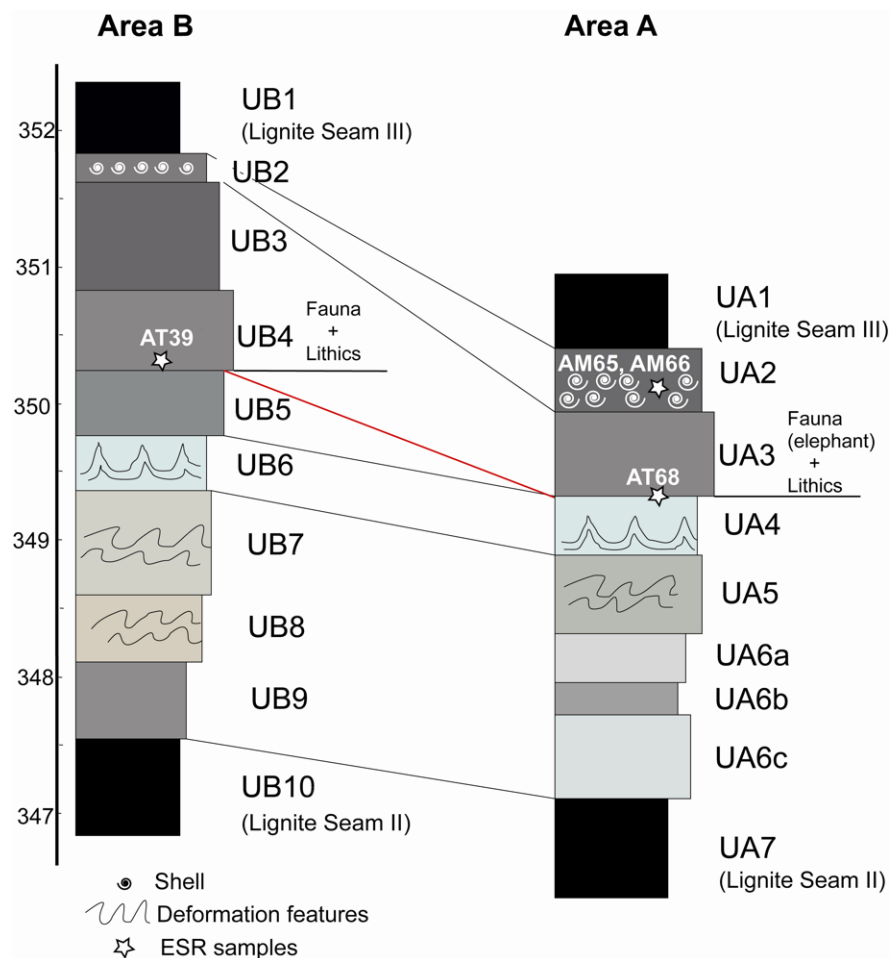 Area B
Area A
352
351
350
349
348
347
UB1
(Lignite Seam III)
UB2
UB3
UB4
Fauna
+
Lithics
AT39
UB5
UB6
UB7
UB8
UB9
UB10
(Lignite Seam II)
UA1
(Lignite Seam III)
AM65, AM66
UA2
UA3
Fauna
(elephant)
+
Lithics
AT68
UA4
UA5
UA6a
UA6b
UA6c
UA7
(Lignite Seam II)
Shell
Deformation features
ESR samples